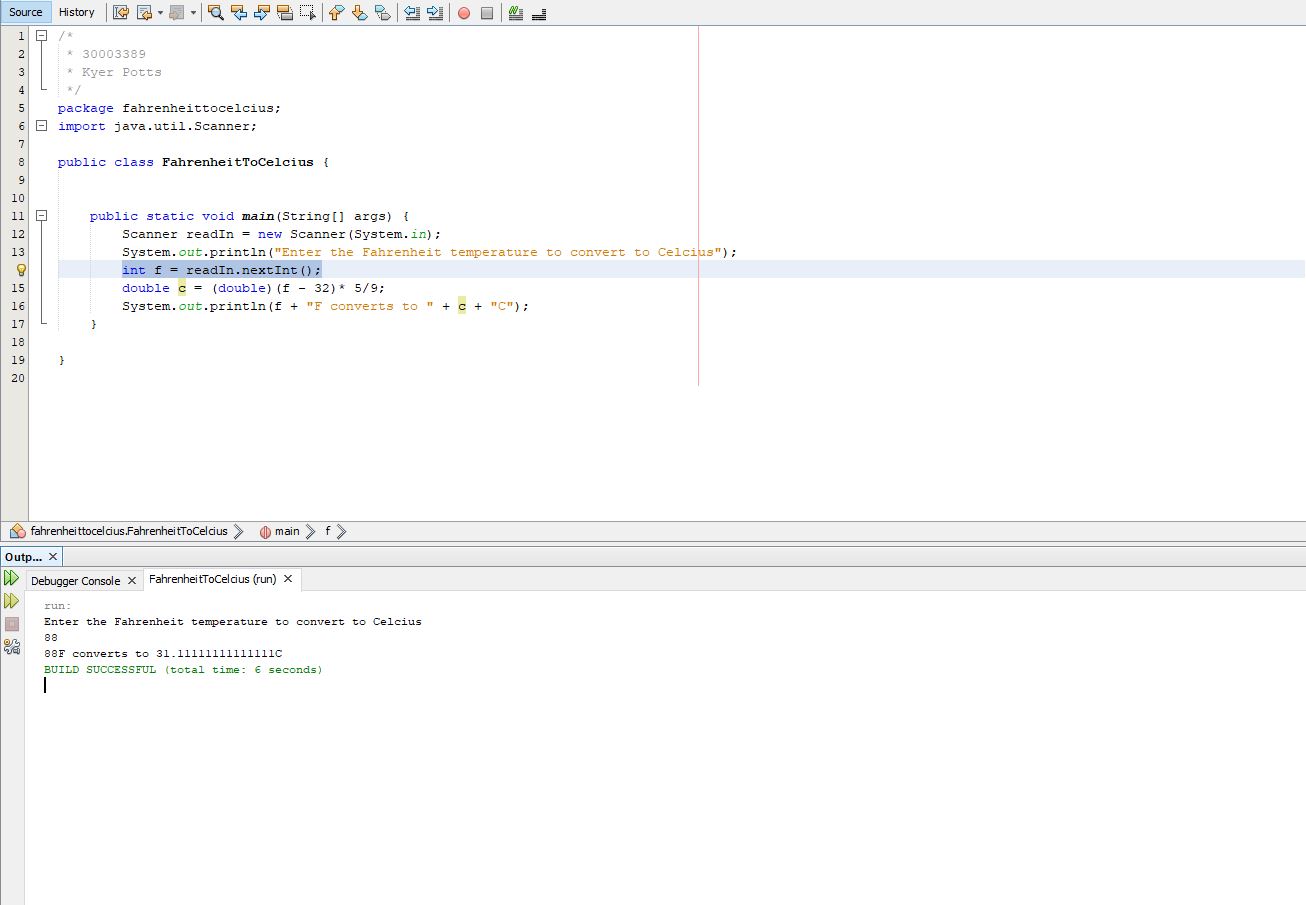 Source History
1 /*
2 * 30003389
3 * Kyer Potts
4 */
5 package fahrenheittocelcius;
6 import java.util.Scanner;
7
8 public class FahrenheitToCelcius {
9
10
11 public static void main(String[] args) {
12 Scanner readIn = new Scanner(System.in);
13 System.out.println("Enter the Fahrenheit temperature to convert to Celcius");
int f = readIn.nextInt();
15 double c = (double)(f - 32)* 5/9;
16 System.out.println(f + "F converts to " + c + "C");
17 }
18
19 }
20
fahrenheittocelcius.FahrenheitToCelcius main f
Outp...
Debugger Console FahrenheitToCelcius (run)
run:
Enter the Fahrenheit temperature to convert to Celcius
88
88F converts to 31.11111111111111C
BUILD SUCCESSFUL (total time: 6 seconds)